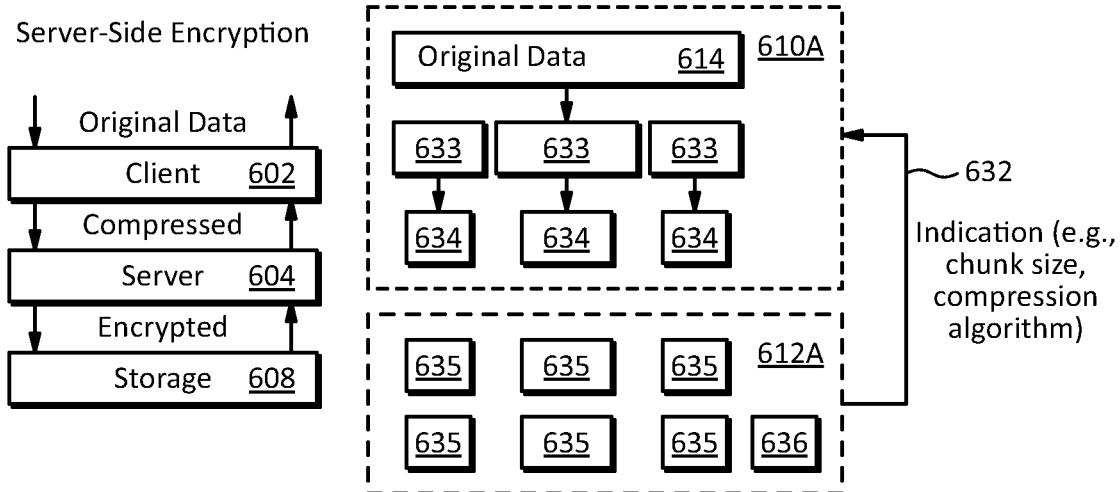 Server-Side Encryption
Original Data
Client 602
Compressed
Server 604
Encrypted
Storage 608
610A
Original Data 614
633 633 633
634 634 634
612A
635 635 635
635 635 635 636
632
Indication (e.g.,
chunk size,
compression
algorithm)